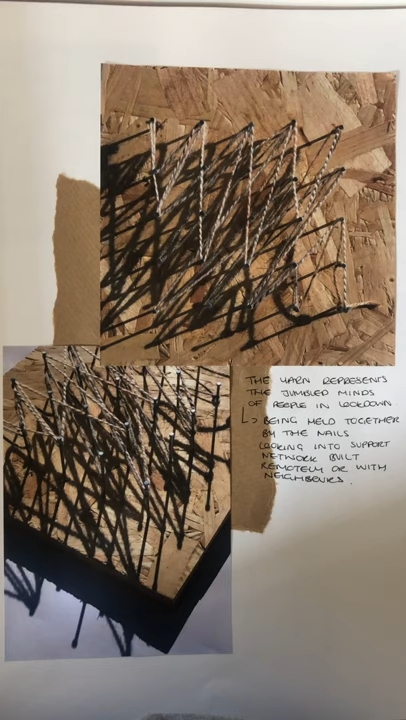 THE YARN REPRESENTS
THE JUMBLED MINDS
OF PEOPLE IN LOCKDOWN
↳ BEING HELD TOGETHER
BY THE NAILS
LOOKING INTO SUPPORT
NETWORK BUILT
REMOTELY OR WITH
NEIGHBOURS.